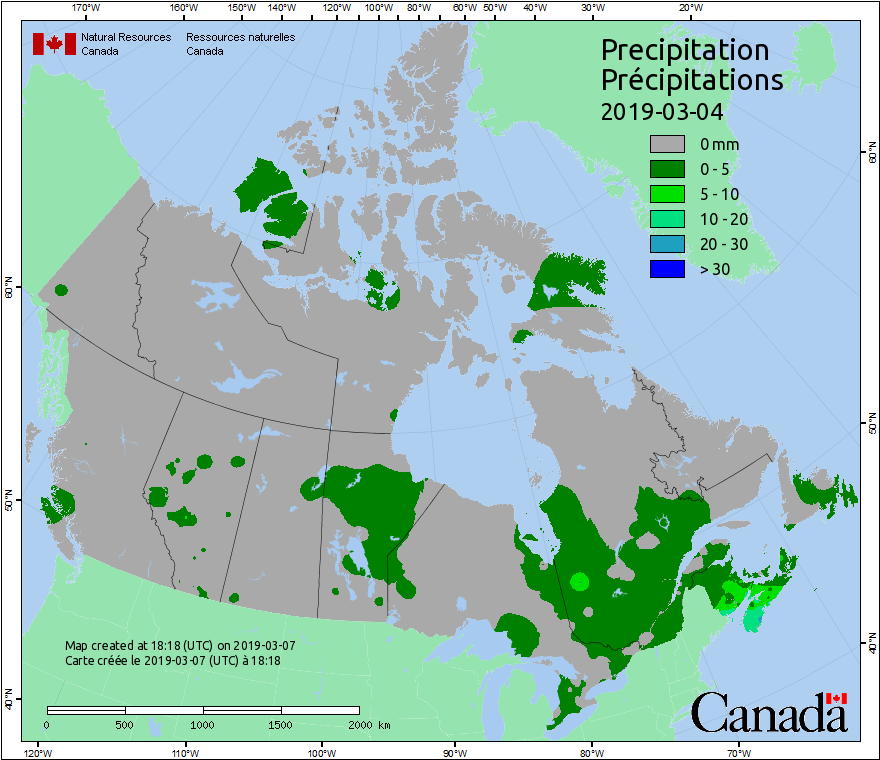 170°W 160°W 150°W 140°W 120°W 100°W 80°W 60°W 50°W 40°W 30°W 20°W
Natural Resources Ressources naturelles
Canada Canada
Precipitation
Précipitations
2019-03-04
0 mm
0 - 5
5 - 10
10 - 20
20 - 30
> 30
60°N
60°N
50°N
50°N
40°N
40°N
Map created at 18:18 (UTC) on 2019-03-07
Carte créée le 2019-03-07 (UTC) à 18:18
0 500 1000 1500 2000 km
Canada
120°W 110°W 100°W 90°W 80°W 70°W